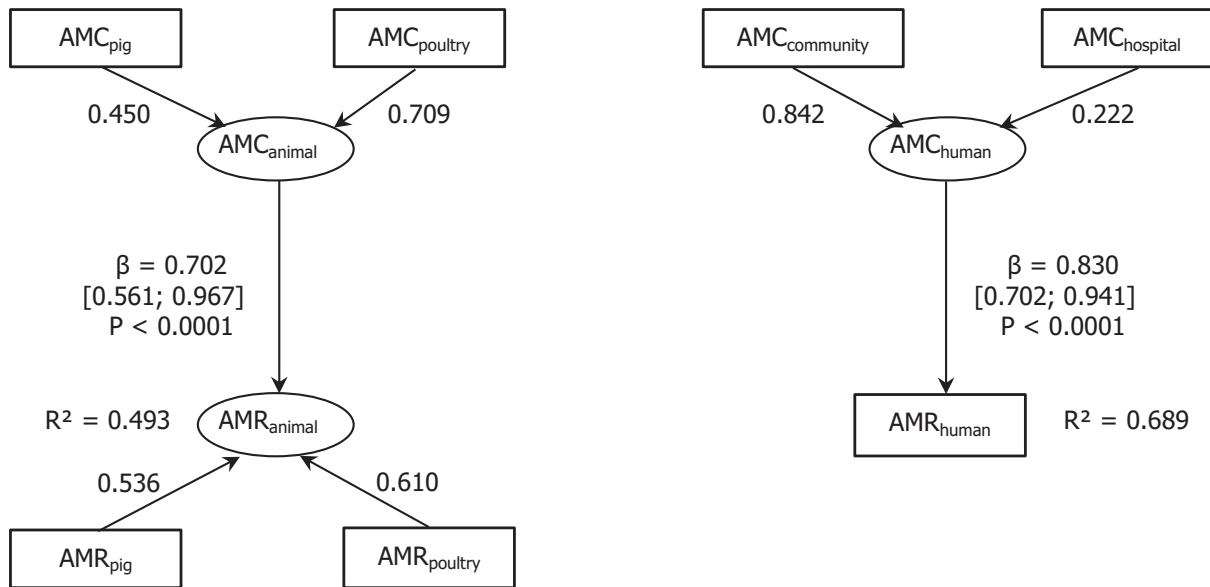 AMCpig
AMCpoultry
AMCcommunity
AMChospital
0.450
0.709
0.842
0.222
AMCanimal
AMChuman
β = 0.702
[0.561; 0.967]
P < 0.0001
β = 0.830
[0.702; 0.941]
P < 0.0001
R² = 0.493
AMRanimal
AMRhuman
R² = 0.689
0.536
0.610
AMRpig
AMRpoultry